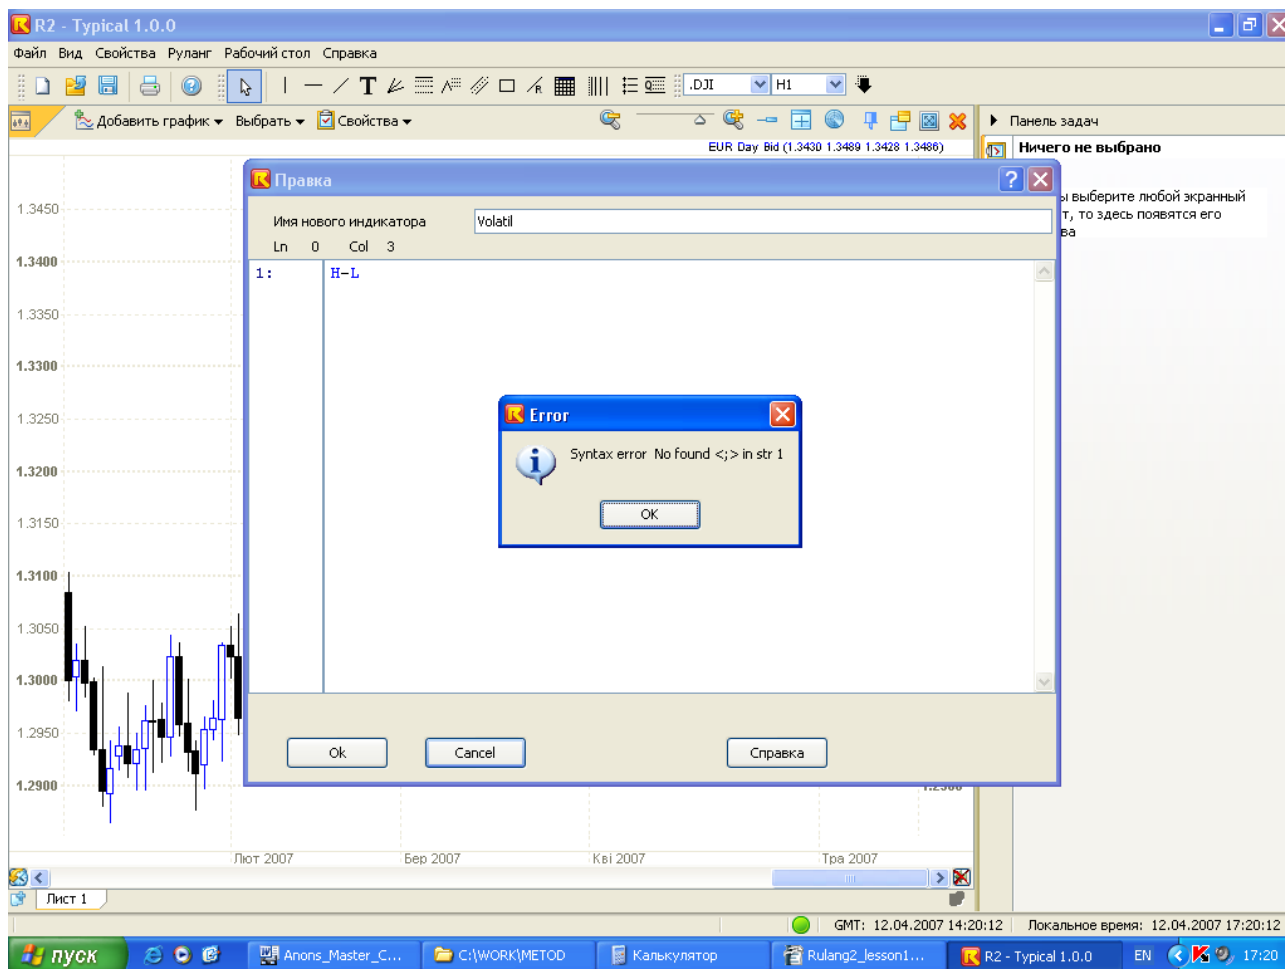 R2 - Typical 1.0.0
Файл Вид Свойства Руланг Рабочий стол Справка
T .DJI H1
Добавить график Выбрать Свойства
Панель задач
EUR Day Bid (1.3430 1.3489 1.3428 1.3486)
Ничего не выбрано
Правка
ы выберите любой экранный
т, то здесь появятся его
ва
Имя нового индикатора Volatil
Ln 0 Col 3
1: H-L
Error
Syntax error No found <;> in str 1
OK
Ok Cancel Справка
1.3450
1.3400
1.3350
1.3300
1.3250
1.3200
1.3150
1.3100
1.3050
1.3000
1.2950
1.2900
Лют 2007 Бер 2007 Кві 2007 Тра 2007
Лист 1
GMT: 12.04.2007 14:20:12 Локальное время: 12.04.2007 17:20:12
пуск Anons_Master_C... C:\WORK\METOD Калькулятор Rulang2_lesson1... R2 - Typical 1.0.0 EN 17:20